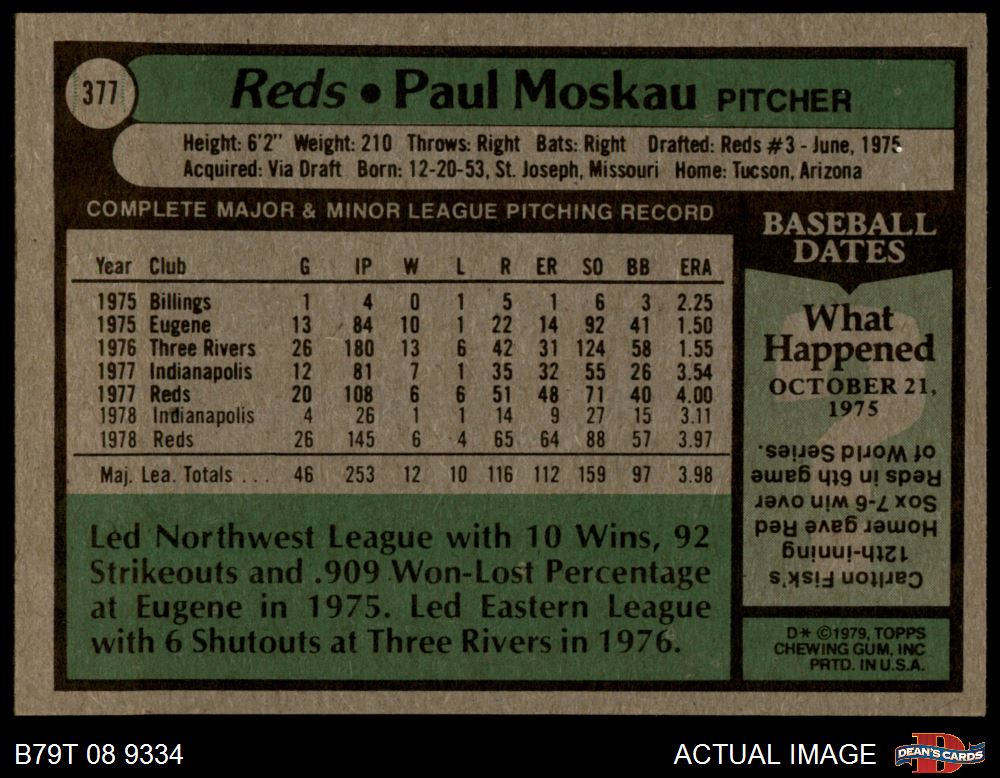 377
Reds • Paul Moskau PITCHER
Height: 6'2" Weight: 210 Throws: Right Bats: Right Drafted: Reds #3 - June, 1975
Acquired: Via Draft Born: 12-20-53, St. Joseph, Missouri Home: Tucson, Arizona
COMPLETE MAJOR & MINOR LEAGUE PITCHING RECORD
Year Club G IP W L R ER SO BB ERA
1975 Billings 1 4 0 1 5 1 6 3 2.25
1975 Eugene 13 84 10 1 22 14 92 41 1.50
1976 Three Rivers 26 180 13 6 42 31 124 58 1.55
1977 Indianapolis 12 81 7 1 35 32 55 26 3.54
1977 Reds 20 108 6 6 51 48 71 40 4.00
1978 Indianapolis 4 26 1 1 14 9 27 15 3.11
1978 Reds 26 145 6 4 65 64 88 57 3.97
Maj. Lea. Totals . . . 46 253 12 10 116 112 159 97 3.98
Led Northwest League with 10 Wins, 92
Strikeouts and .909 Won-Lost Percentage
at Eugene in 1975. Led Eastern League
with 6 Shutouts at Three Rivers in 1976.
BASEBALL
DATES
What
Happened
OCTOBER 21,
1975
Carlton Fisk's
12th-inning
Homer gave Red
Sox 7-6 win over
Reds in 6th game
of World Series.
D* ©1979, TOPPS
CHEWING GUM, INC
PRTD. IN U.S.A.
B79T 08 9334
ACTUAL IMAGE
DEAN'S CARDS